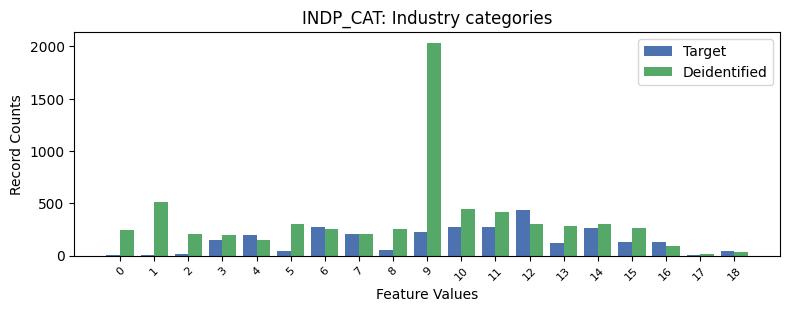 INDP_CAT: Industry categories
Target
Deidentified
Record Counts
2000
1500
1000
500
0
0 1 2 3 4 5 6 7 8 9 10 11 12 13 14 15 16 17 18
Feature Values